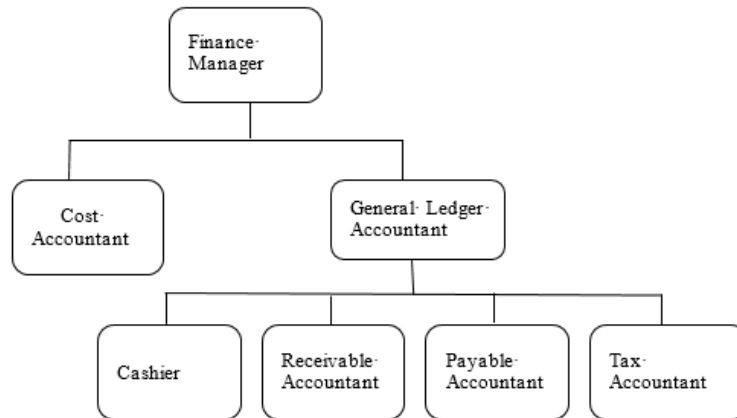 Finance·
Manager
Cost·
Accountant
General· Ledger·
Accountant
Cashier
Receivable·
Accountant
Payable·
Accountant
Tax·
Accountant